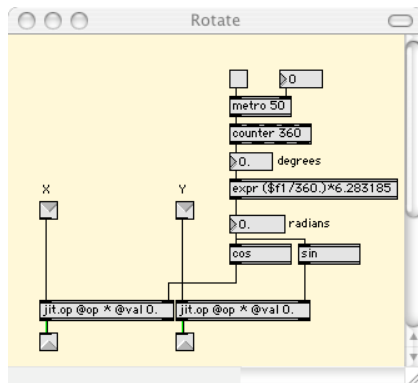 Rotate
0
metro 50
counter 360
0. degrees
expr ($f1/360.)*6.283185
X Y
0. radians
cos sin
jit.op @op * @val 0. jit.op @op * @val 0.